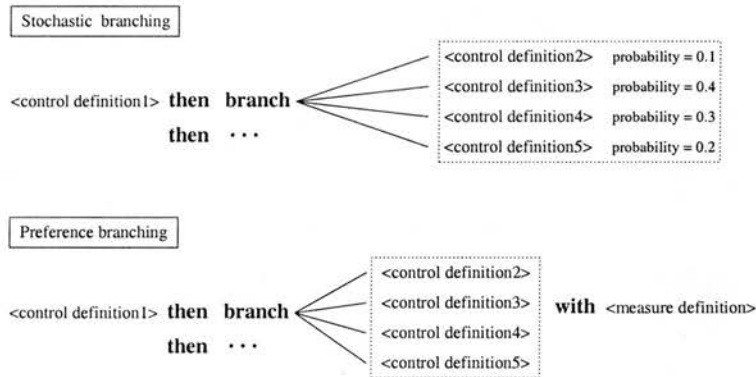 Stochastic branching
<control definition2> probability = 0.1
<control definition1> then branch <control definition3> probability = 0.4
<control definition4> probability = 0.3
then ...
<control definition5> probability = 0.2
Preference branching
<control definition2>
<control definition1> then branch <control definition3> with <measure definition>
<control definition4>
then ...
<control definition5>